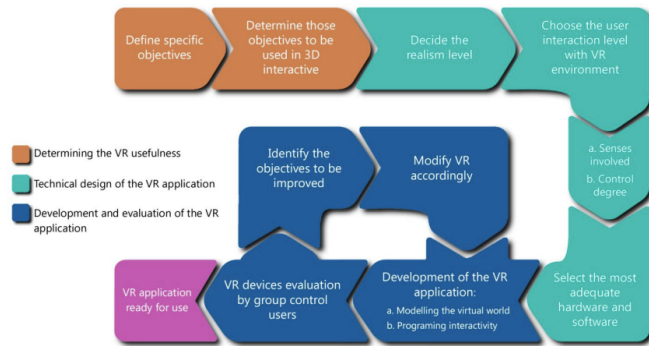 Define specific
objectives
Determine those
objectives to be
used in 3D
interactive
Decide the
realism level
Choose the user
interaction level
with VR
environment
a. Senses
involved
b. Control
degree
Select the most
adequate
hardware and
software
Development of the VR
application:
a. Modelling the virtual world
b. Programing interactivity
VR devices evaluation
by group control
users
Identify the
objectives to be
improved
Modify VR
accordingly
VR application
ready for use
Determining the VR usefulness
Technical design of the VR application
Development and evaluation of the VR
application